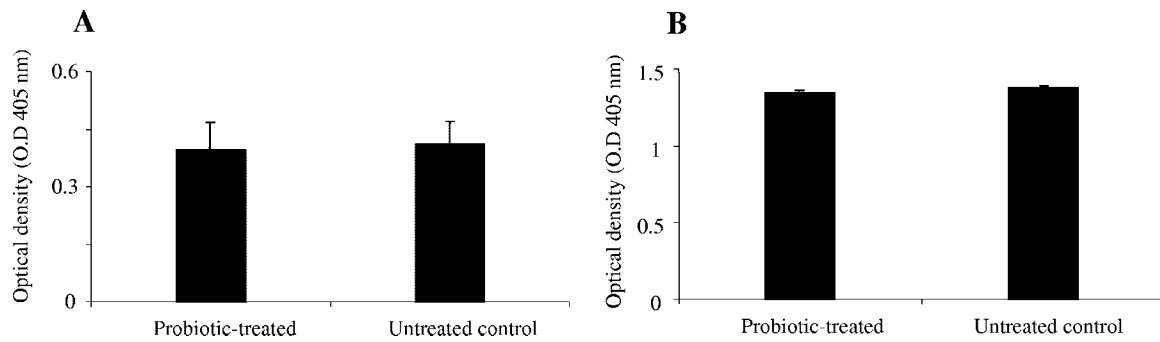 A
Optical density (O.D 405 nm)
0.6
0.3
0
Probiotic-treated
Untreated control
B
Optical density (O.D 405 nm)
1.5
1
0.5
0
Probiotic-treated
Untreated control